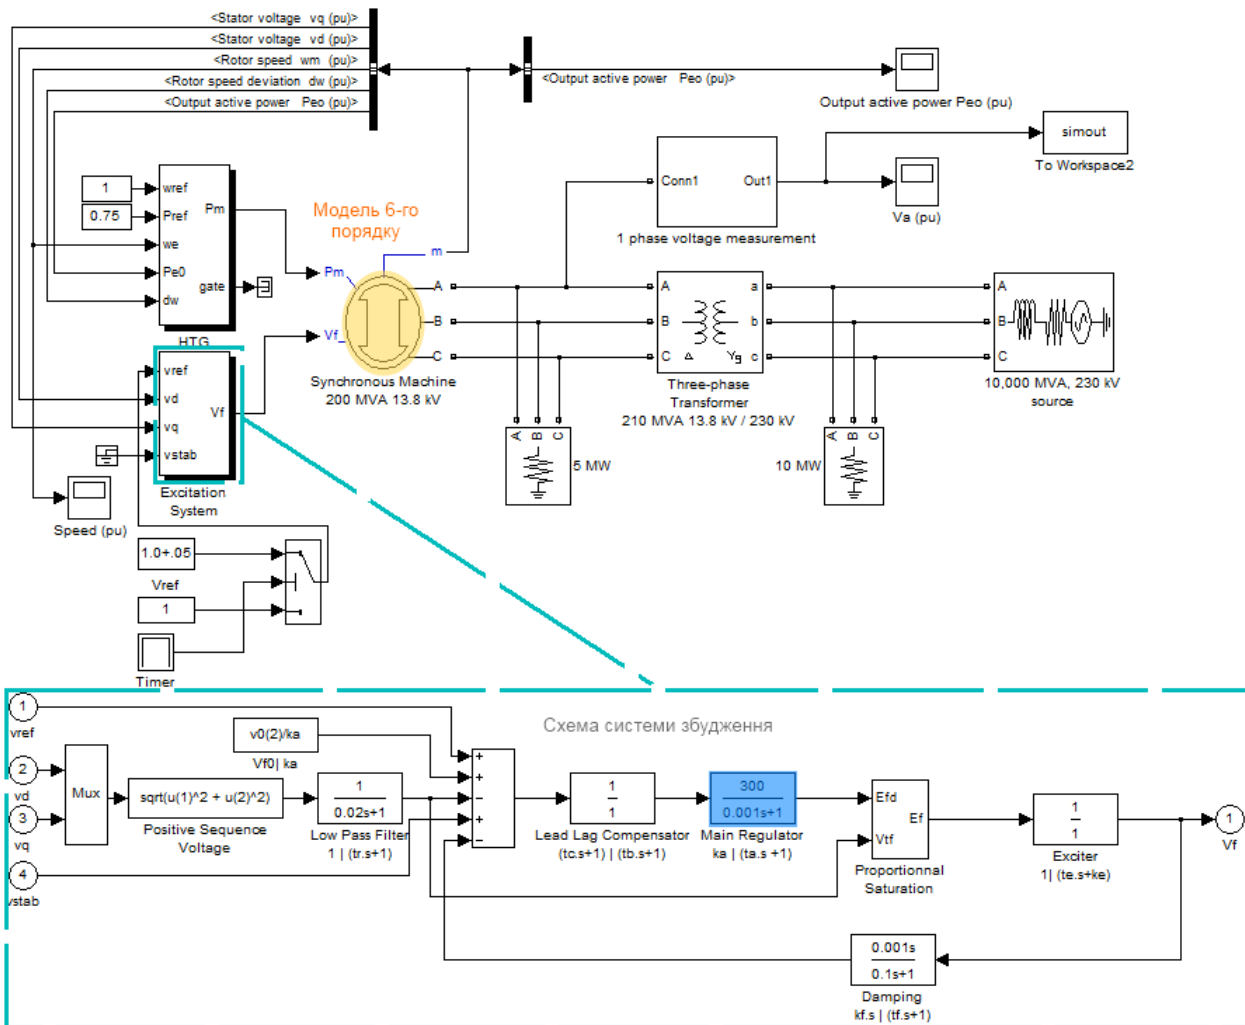 <Stator voltage vq (pu)>
<Stator voltage vd (pu)>
<Rotor speed wm (pu)>
<Rotor speed deviation dw (pu)>
<Output active power Peo (pu)>
<Output active power Peo (pu)>
Output active power Peo (pu)
simout
To Workspace2
Conn1
Out1
Va (pu)
1 phase voltage measurement
1
0.75
wref
Pref
we
Pe0
dw
Pm
gate
HTG
Модель 6-го
порядку
m
Pm
Vf_
A
B
C
Synchronous Machine
200 MVA 13.8 kV
A
B
C
a
b
c
Δ
Yg
Three-phase
Transformer
210 MVA 13.8 kV / 230 kV
A
B
C
10,000 MVA, 230 kV
source
A B C
5 MW
A B C
10 MW
vref
vd
vq
vstab
Vf
Excitation
System
Speed (pu)
1.0+.05
Vref
1
Timer
Схема системи збудження
1
vref
2
vd
3
vq
4
vstab
Mux
sqrt(u(1)^2 + u(2)^2)
Positive Sequence
Voltage
v0(2)/ka
Vf0| ka
1
0.02s+1
Low Pass Filter
1 | (tr.s+1)
+
+
−
+
−
1
1
Lead Lag Compensator
(tc.s+1) | (tb.s+1)
300
0.001s+1
Main Regulator
ka | (ta.s +1)
Efd
Vtf
Ef
Proportionnal
Saturation
1
1
Exciter
1| (te.s+ke)
1
Vf
0.001s
0.1s+1
Damping
kf.s | (tf.s+1)